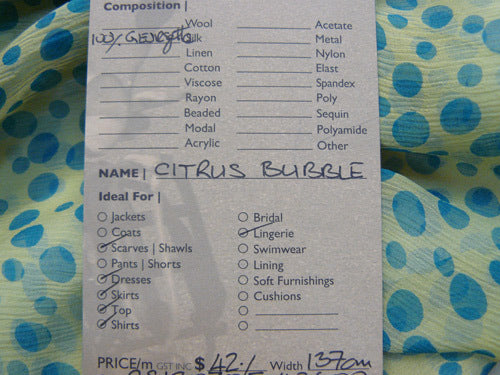 Composition |
Wool Acetate
100% GEORGETTE Silk Metal
Linen Nylon
Cotton Elast
Viscose Spandex
Rayon Poly
Beaded Sequin
Modal Polyamide
Acrylic Other
NAME | CITRUS BUBBLE
Ideal For |
Jackets Bridal
Coats Lingerie
Scarves | Shawls Swimwear
Pants | Shorts Lining
Dresses Soft Furnishings
Skirts Cushions
Top
Shirts
PRICE/m GST INC $ 42./ Width 137cm